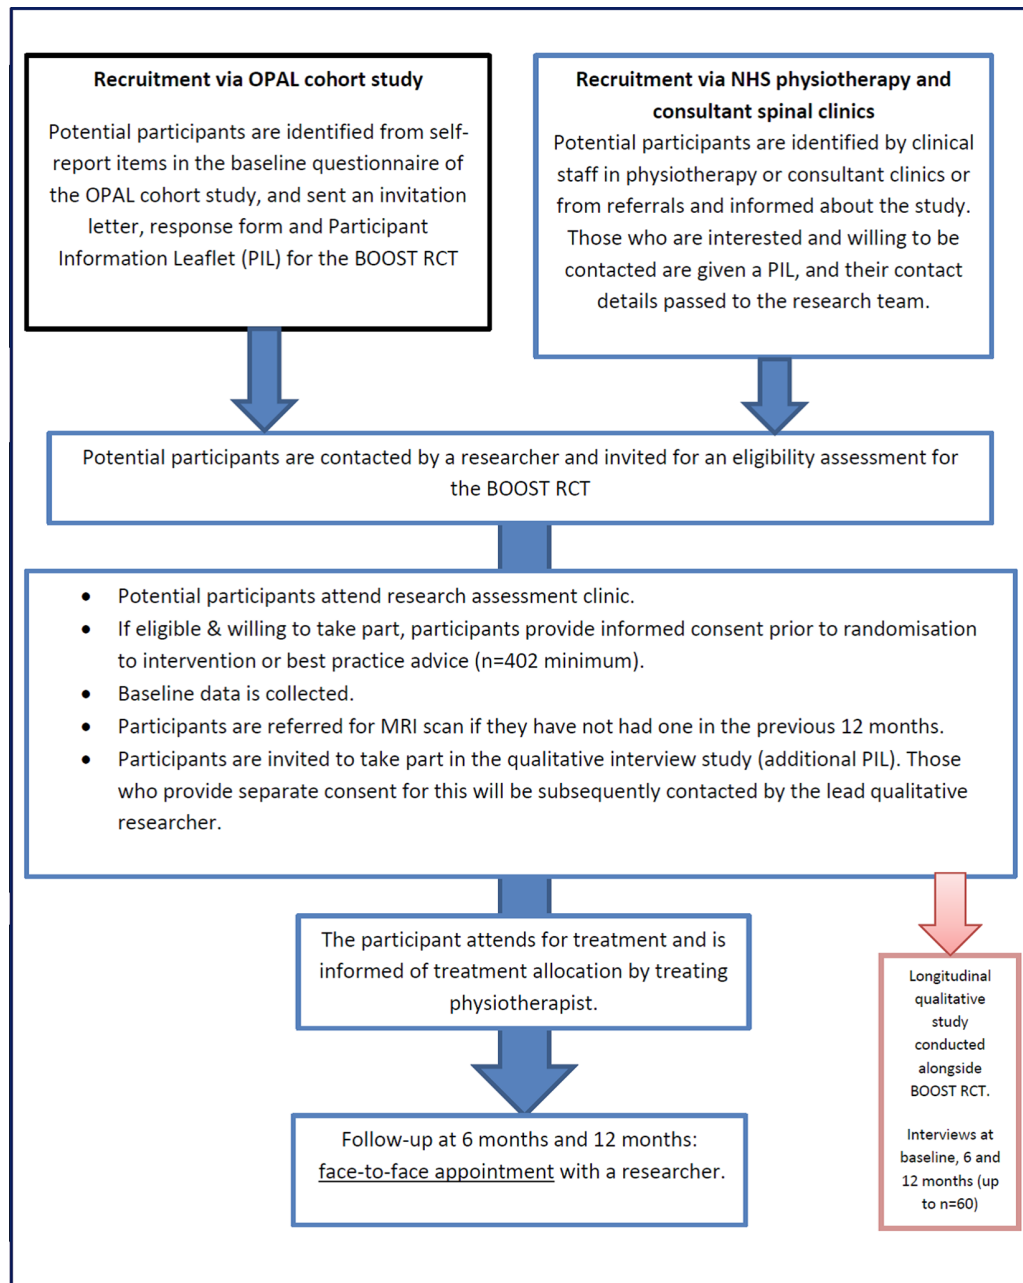 Recruitment via OPAL cohort study
Potential participants are identified from self-
report items in the baseline questionnaire of
the OPAL cohort study, and sent an invitation
letter, response form and Participant
Information Leaflet (PIL) for the BOOST RCT
Recruitment via NHS physiotherapy and
consultant spinal clinics
Potential participants are identified by clinical
staff in physiotherapy or consultant clinics or
from referrals and informed about the study.
Those who are interested and willing to be
contacted are given a PIL, and their contact
details passed to the research team.
Potential participants are contacted by a researcher and invited for an eligibility assessment for
the BOOST RCT
• Potential participants attend research assessment clinic.
• If eligible & willing to take part, participants provide informed consent prior to randomisation
to intervention or best practice advice (n=402 minimum).
• Baseline data is collected.
• Participants are referred for MRI scan if they have not had one in the previous 12 months.
• Participants are invited to take part in the qualitative interview study (additional PIL). Those
who provide separate consent for this will be subsequently contacted by the lead qualitative
researcher.
The participant attends for treatment and is
informed of treatment allocation by treating
physiotherapist.
Follow-up at 6 months and 12 months:
face-to-face appointment with a researcher.
Longitudinal
qualitative
study
conducted
alongside
BOOST RCT.
Interviews at
baseline, 6 and
12 months (up
to n=60)